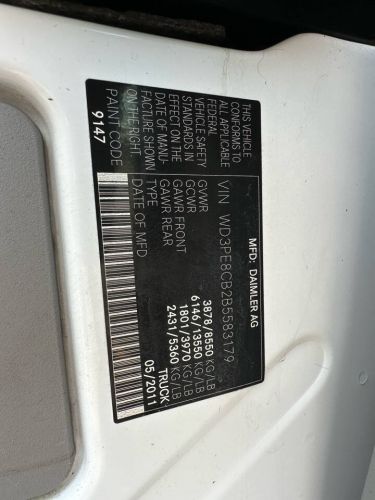 MFD: DAIMLER AG
VIN WD3PE8CB2B5583179
THIS VEHICLE
CONFORMS TO
ALL APPLICABLE
FEDERAL
MOTOR
VEHICLE SAFETY
EFFECT ON THE
DATE OF MANU-
FACTURE SHOWN
ON THE RIGHT
GVWR 3878/8550 KG/LB
GCWR 6146/13550 KG/LB
GAWR FRONT 1801/3970 KG/LB
GAWR REAR 2431/5360 KG/LB
TYPE TRUCK
DATE OF MFD 05/2011
PAINT CODE
9147